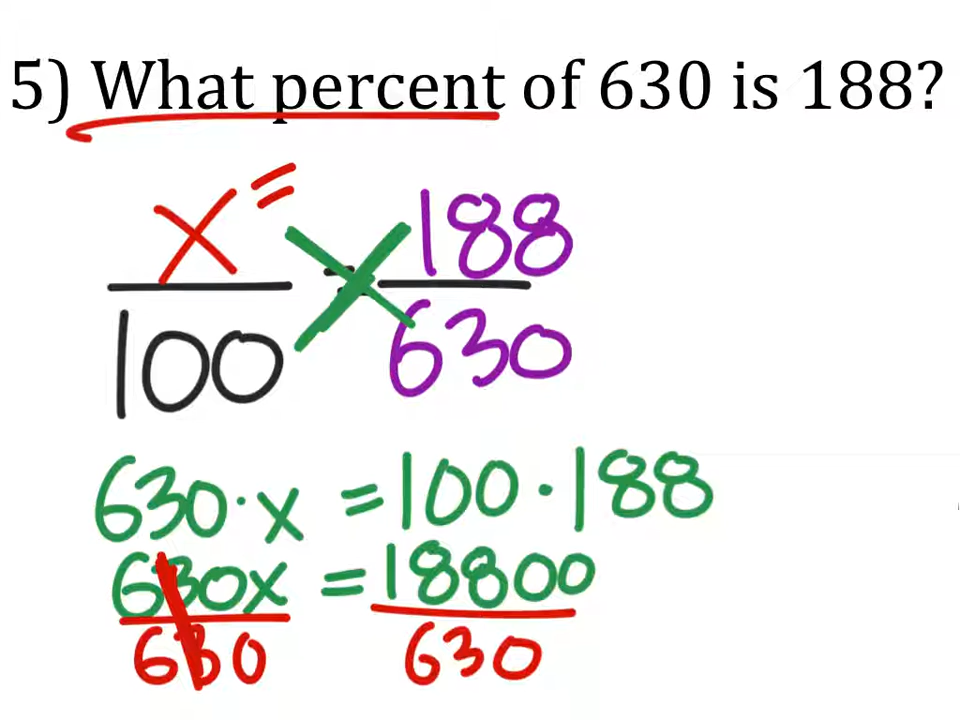 5) What percent of 630 is 188?
x = 188
100 630
630 · x = 100 · 188
630x = 18800
630 630